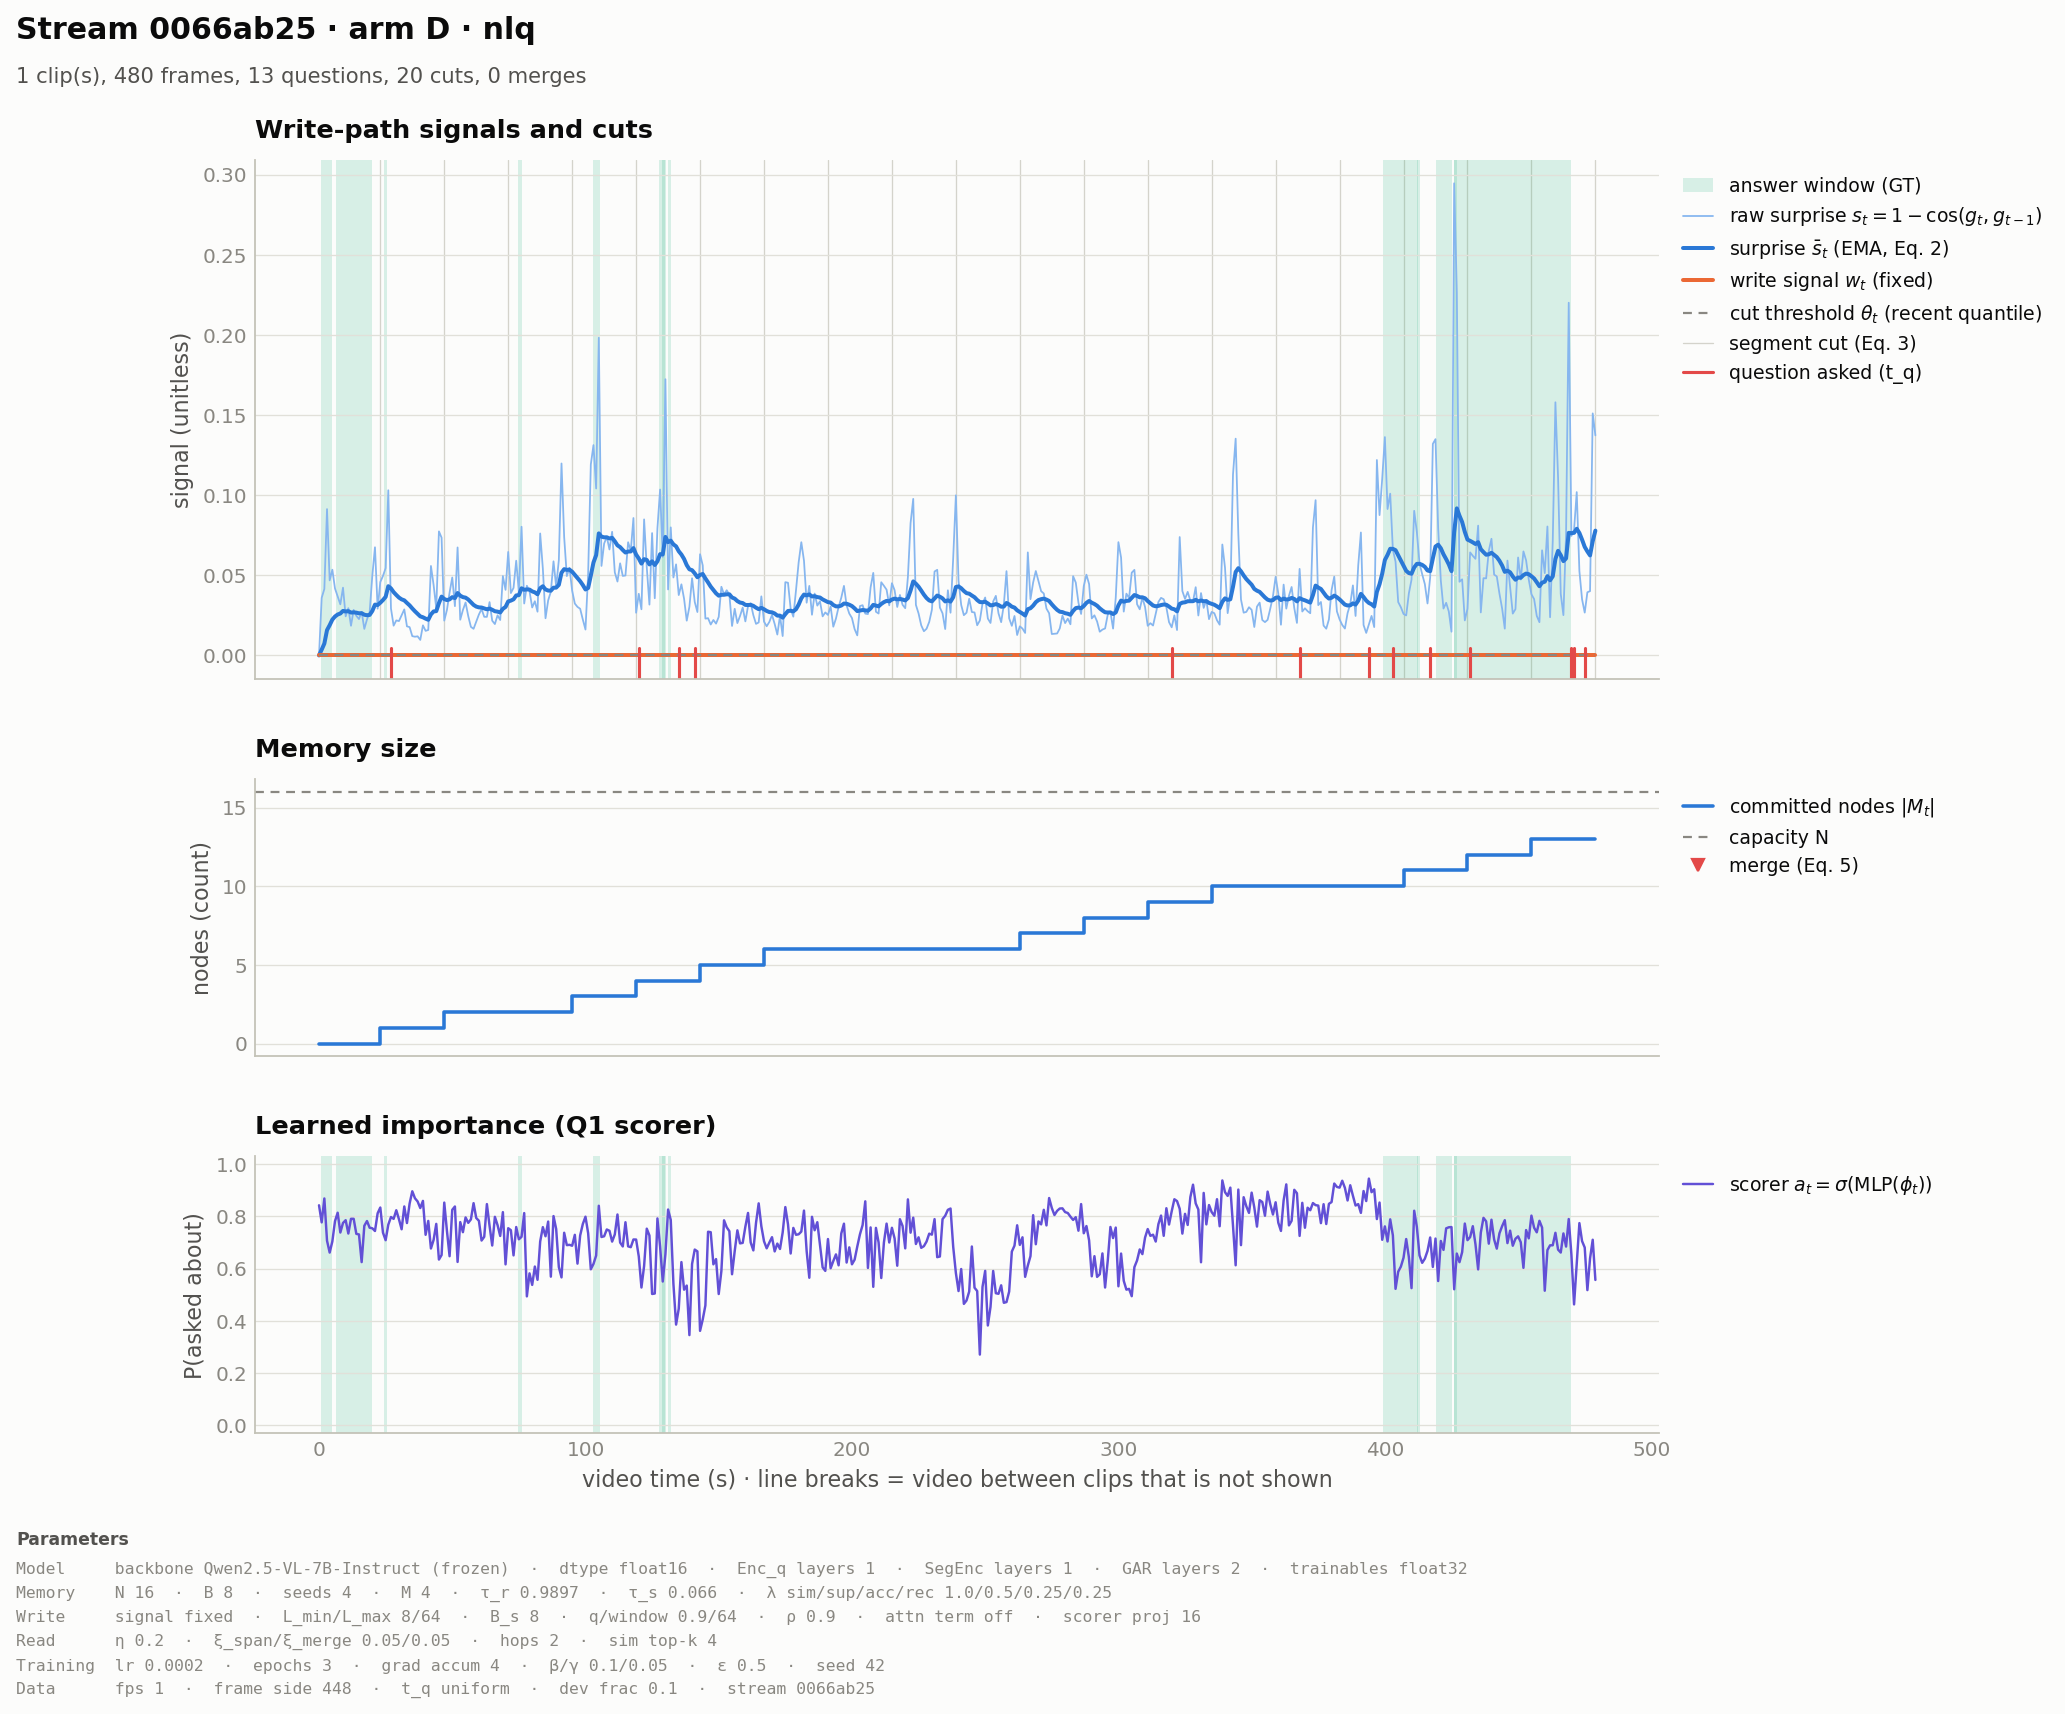 Stream 0066ab25 · arm D · nlq
1 clip(s), 480 frames, 13 questions, 20 cuts, 0 merges
Write-path signals and cuts
0.30
0.25
0.20
0.15
0.10
0.05
0.00
signal (unitless)
answer window (GT)
raw surprise s_t = 1 − cos(g_t, g_{t−1})
surprise s̄_t (EMA, Eq. 2)
write signal w_t (fixed)
cut threshold θ_t (recent quantile)
segment cut (Eq. 3)
question asked (t_q)
Memory size
15
10
5
0
nodes (count)
committed nodes |M_t|
capacity N
merge (Eq. 5)
Learned importance (Q1 scorer)
1.0
0.8
0.6
0.4
0.2
0.0
P(asked about)
scorer a_t = σ(MLP(ϕ_t))
0 100 200 300 400 500
video time (s) · line breaks = video between clips that is not shown
Parameters
Model backbone Qwen2.5-VL-7B-Instruct (frozen) · dtype float16 · Enc_q layers 1 · SegEnc layers 1 · GAR layers 2 · trainables float32
Memory N 16 · B 8 · seeds 4 · M 4 · τ_r 0.9897 · τ_s 0.066 · λ sim/sup/acc/rec 1.0/0.5/0.25/0.25
Write signal fixed · L_min/L_max 8/64 · B_s 8 · q/window 0.9/64 · ρ 0.9 · attn term off · scorer proj 16
Read η 0.2 · ξ_span/ξ_merge 0.05/0.05 · hops 2 · sim top-k 4
Training lr 0.0002 · epochs 3 · grad accum 4 · β/γ 0.1/0.05 · ε 0.5 · seed 42
Data fps 1 · frame side 448 · t_q uniform · dev frac 0.1 · stream 0066ab25